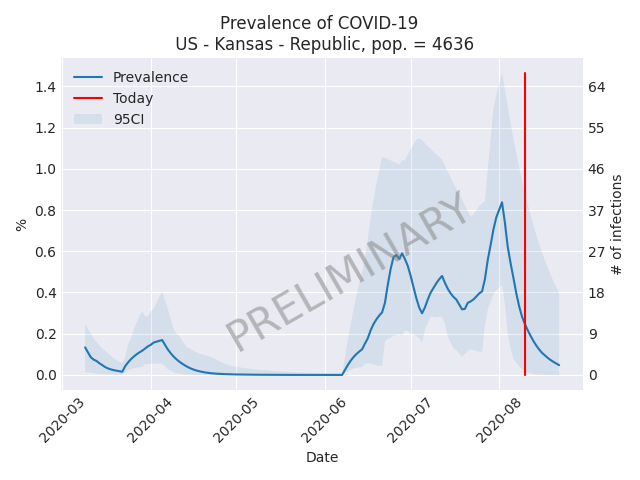 Prevalence of COVID-19
US - Kansas - Republic, pop. = 4636
Prevalence
Today
95CI
PRELIMINARY
%
1.4
1.2
1.0
0.8
0.6
0.4
0.2
0.0
64
55
46
37
27
18
9
0
# of infections
2020-03
2020-04
2020-05
2020-06
2020-07
2020-08
Date